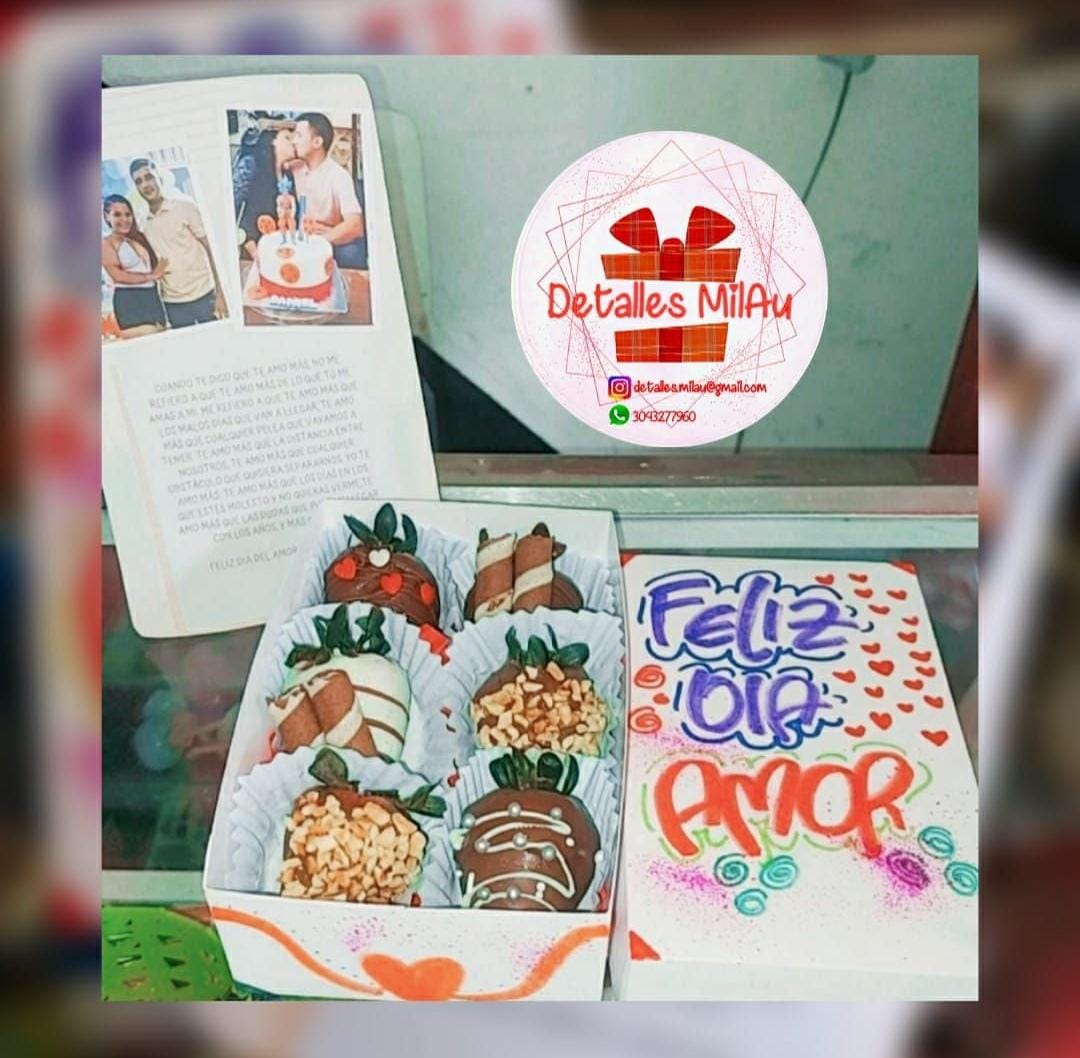 DANIEL
CUANDO TE DIGO QUE TE AMO MÁS, NO ME
REFIERO A QUE TE AMO MÁS DE LO QUE TÚ ME
AMAS A MI. ME REFIERO A QUE TE AMO MÁS QUE
LOS MALOS DÍAS QUE VAN A LLEGAR, TE AMO
MÁS QUE CUALQUIER PELEA QUE VAYAMOS A
TENER. TE AMO MÁS QUE LA DISTANCIA ENTRE
NOSOTROS, TE AMO MÁS QUE CUALQUIER
OBSTÁCULO QUE QUIERA SEPARARNOS. YO TE
AMO MÁS. TE AMO MÁS QUE LOS DÍAS EN LOS
QUE ESTÉS MOLESTO Y NO QUIERAS VERME, TE
AMO MÁS QUE LAS DUDAS QUE
CON LOS AÑOS, Y MÁS
FELIZ DIA DEL AMOR
Detalles MilAu
detalles.milau@gmail.com
3043277960
FELIZ
DIA
AMOR